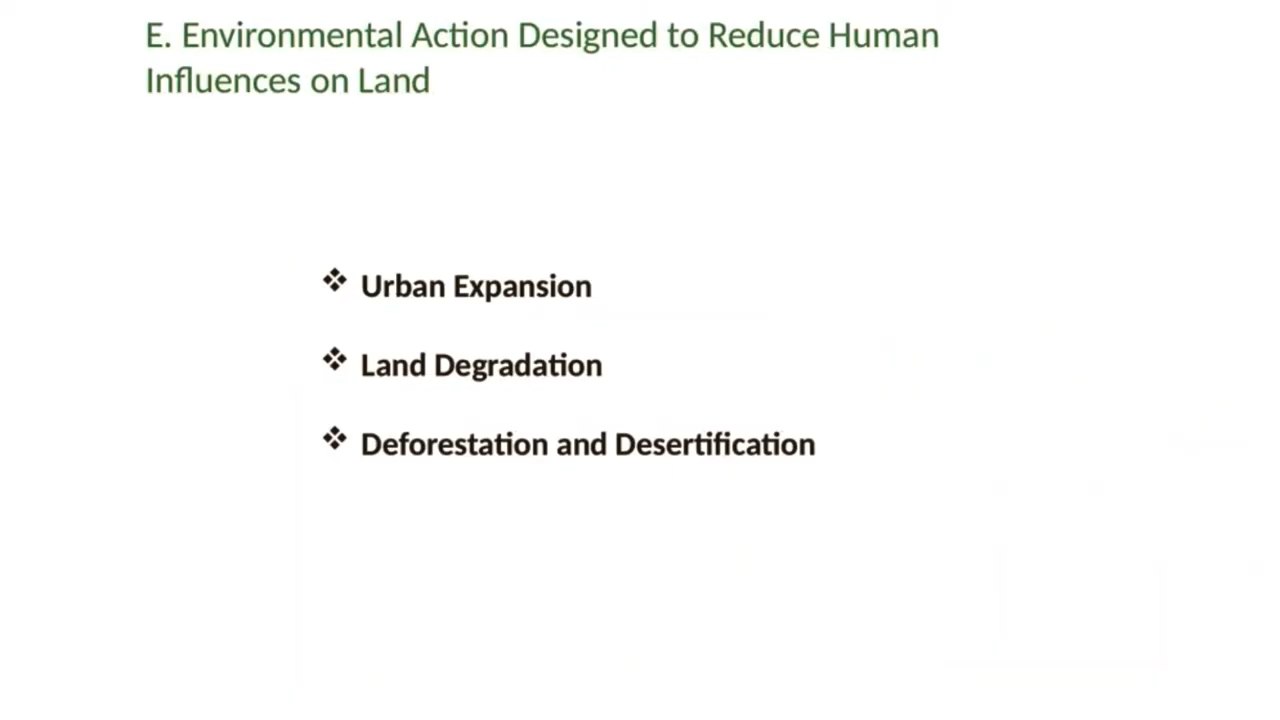 E. Environmental Action Designed to Reduce Human
Influences on Land
❖ Urban Expansion
❖ Land Degradation
❖ Deforestation and Desertification